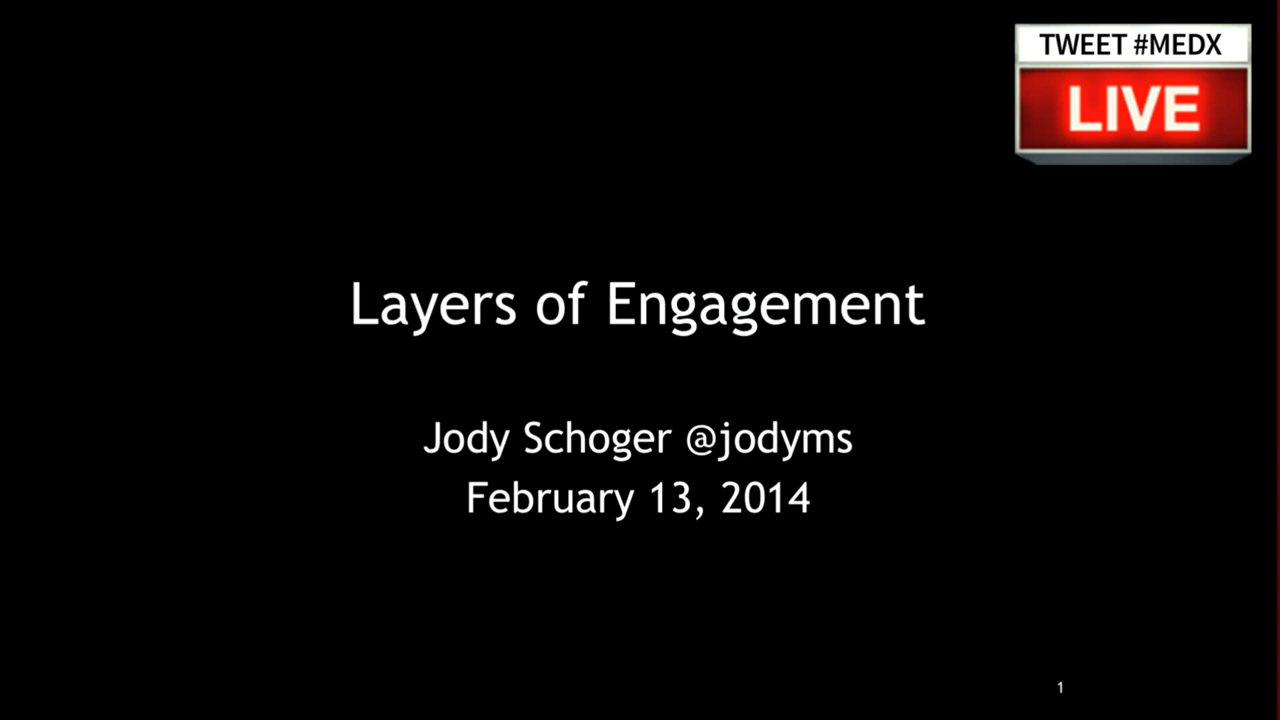 TWEET #MEDX
LIVE
Layers of Engagement
Jody Schoger @jodyms
February 13, 2014
1